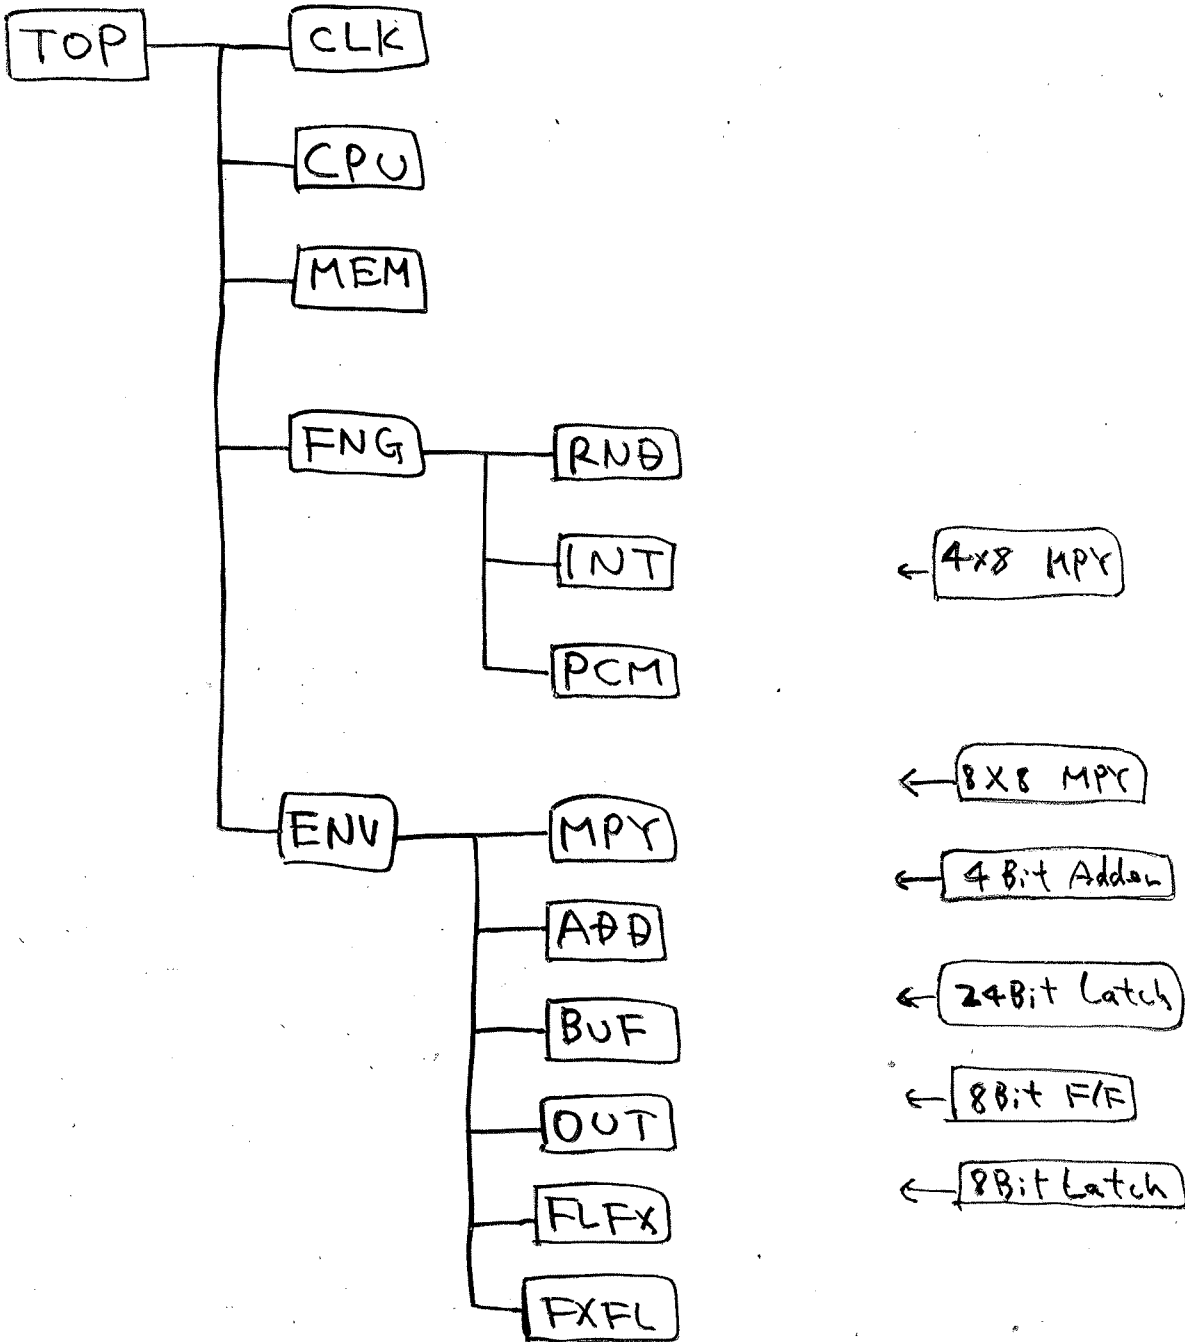 TOP
CLK
CPU
MEM
FNG
RND
INT
4x8 MPY
PCM
8X8 MPY
ENV
MPY
4 Bit Adder
ADD
24Bit Latch
BUF
8Bit F/F
OUT
8Bit Latch
FLFX
FXFL